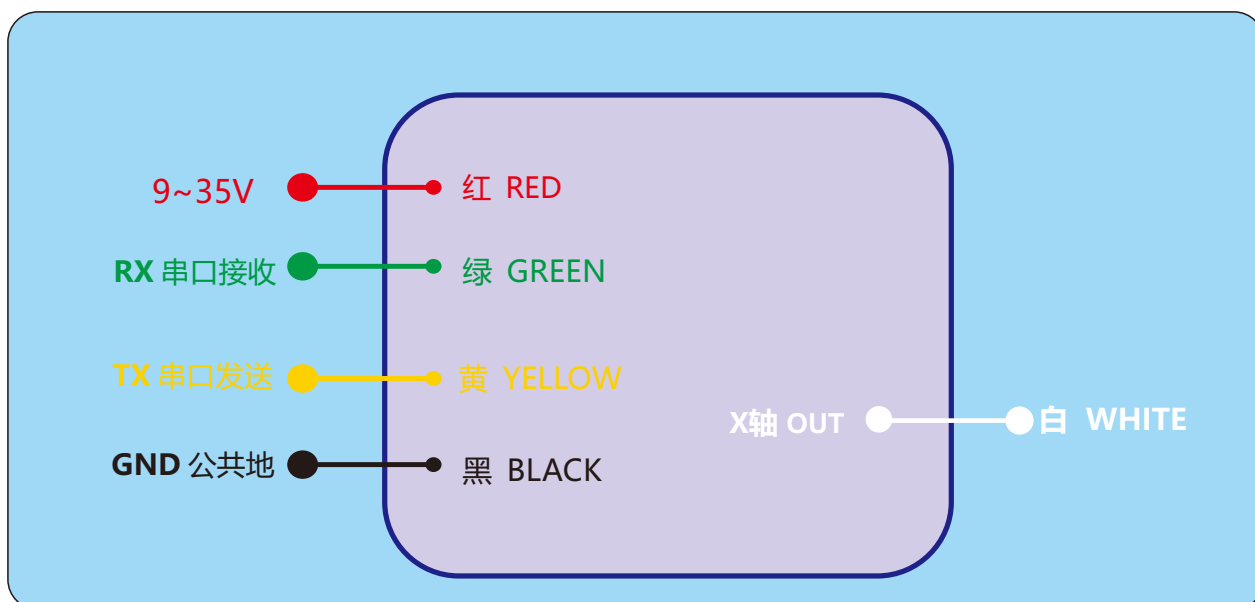 9~35V 红 RED
RX 串口接收 绿 GREEN
TX 串口发送 黄 YELLOW
X轴 OUT 白 WHITE
GND 公共地 黑 BLACK